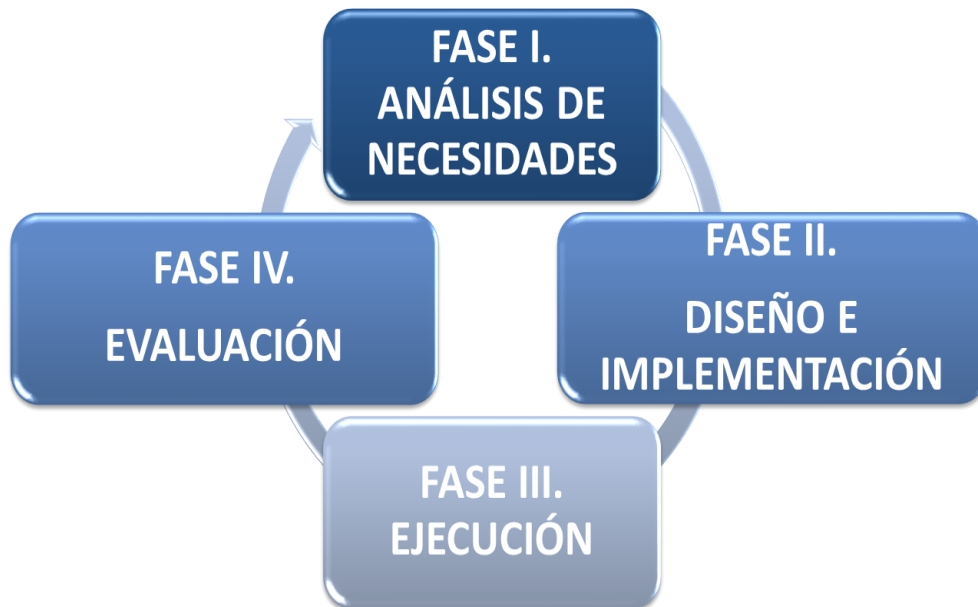 FASE I.
ANÁLISIS DE
NECESIDADES
FASE II.
DISEÑO E
IMPLEMENTACIÓN
FASE III.
EJECUCIÓN
FASE IV.
EVALUACIÓN